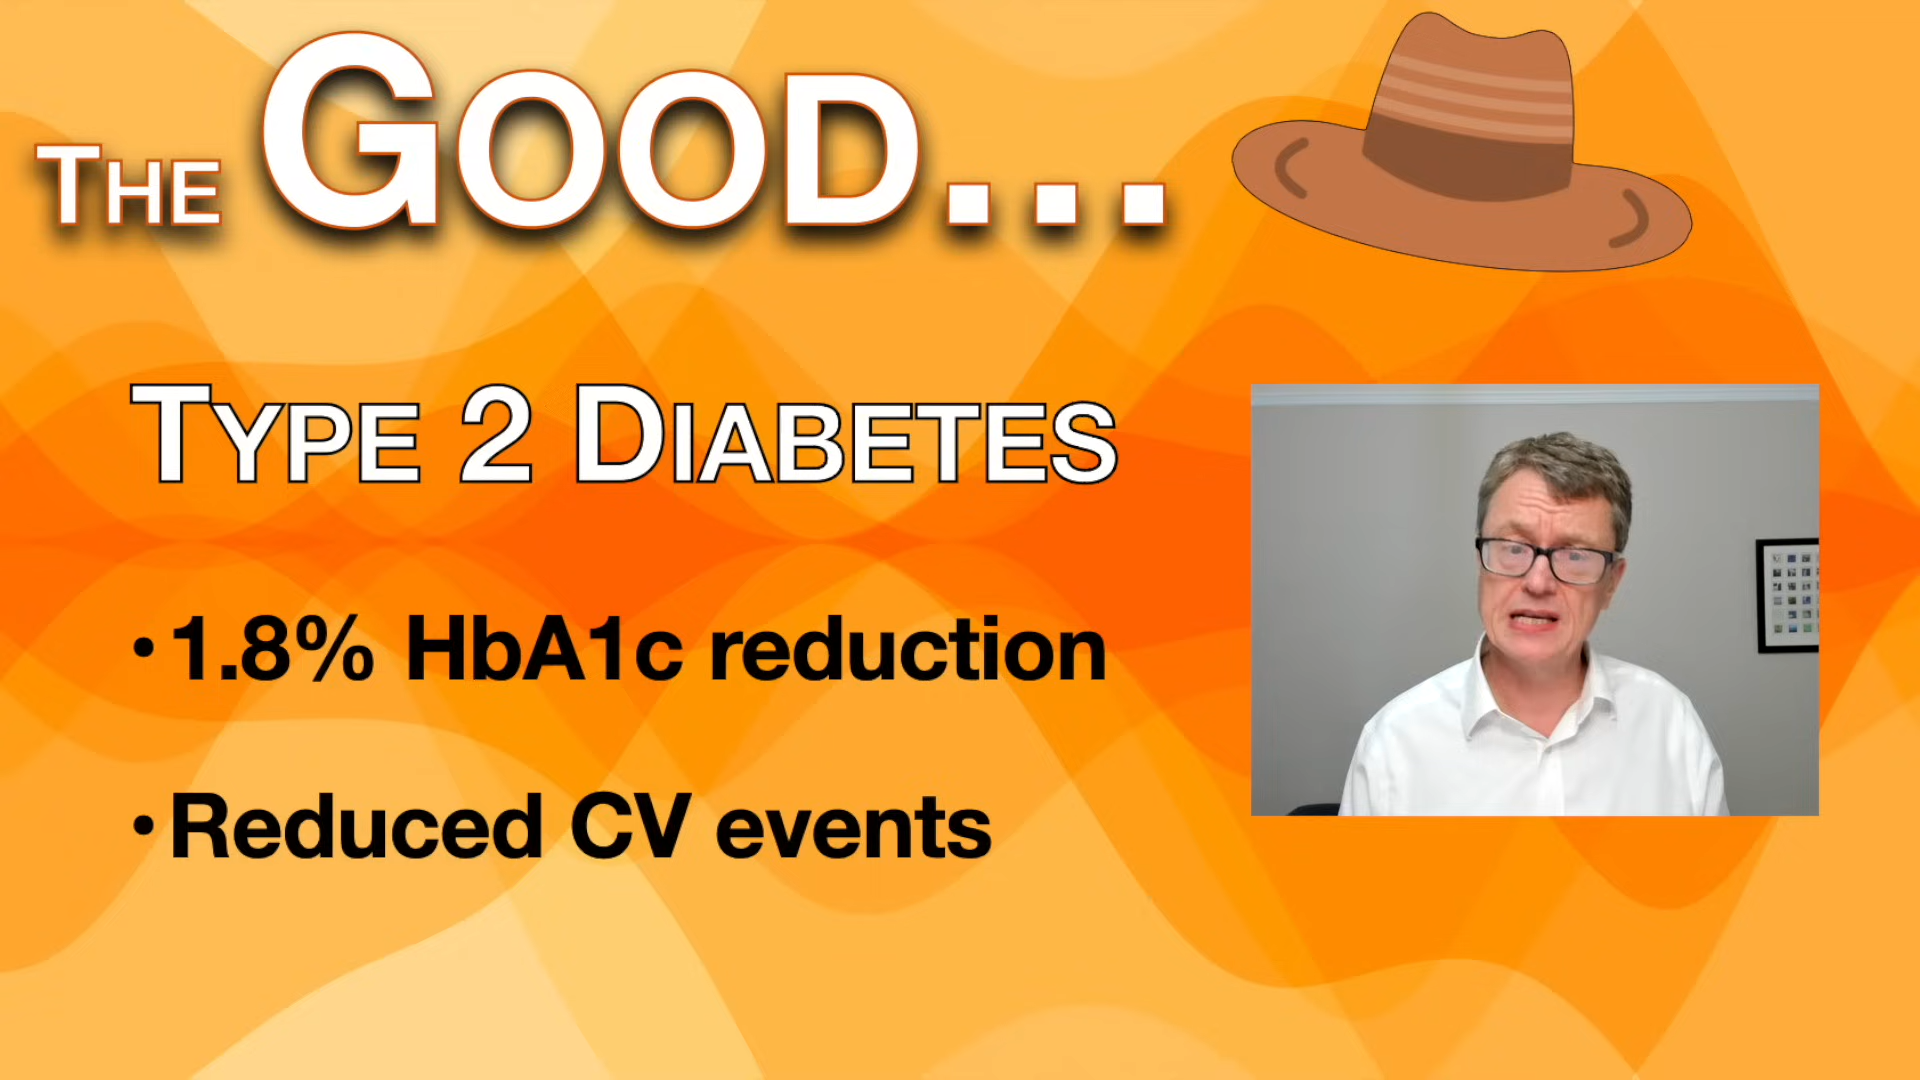 THE GOOD...
TYPE 2 DIABETES
• 1.8% HbA1c reduction
• Reduced CV events